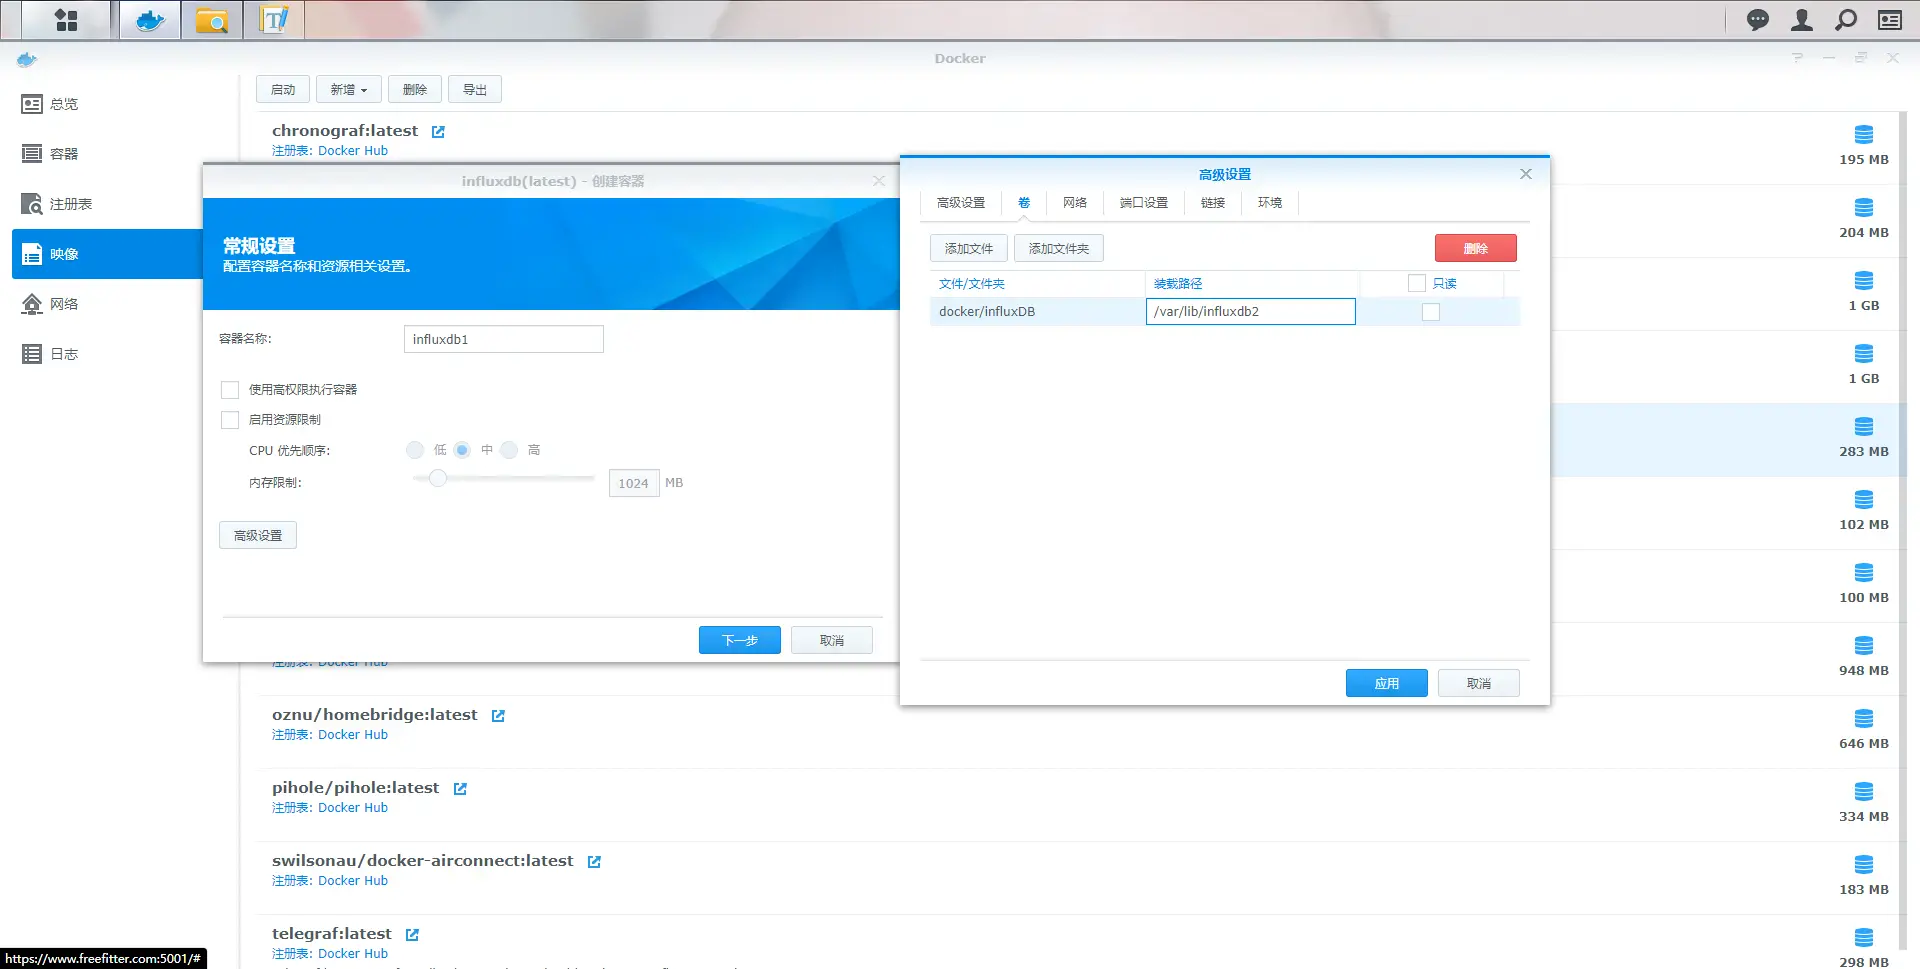 Docker
总览
容器
注册表
映像
网络
日志
启动
新增
删除
导出
chronograf:latest
注册表: Docker Hub
195 MB
204 MB
1 GB
1 GB
283 MB
102 MB
100 MB
948 MB
646 MB
334 MB
183 MB
298 MB
influxdb(latest) - 创建容器
常规设置
配置容器名称和资源相关设置。
容器名称:
influxdb1
使用高权限执行容器
启用资源限制
CPU 优先顺序:
低 中 高
内存限制:
1024 MB
高级设置
下一步
取消
高级设置
高级设置 卷 网络 端口设置 链接 环境
添加文件 添加文件夹 删除
文件/文件夹 装载路径 只读
docker/influxDB /var/lib/influxdb2
应用 取消
注册表: Docker Hub
oznu/homebridge:latest
注册表: Docker Hub
pihole/pihole:latest
注册表: Docker Hub
swilsonau/docker-airconnect:latest
注册表: Docker Hub
telegraf:latest
注册表: Docker Hub
https://www.freefitter.com:5001/#